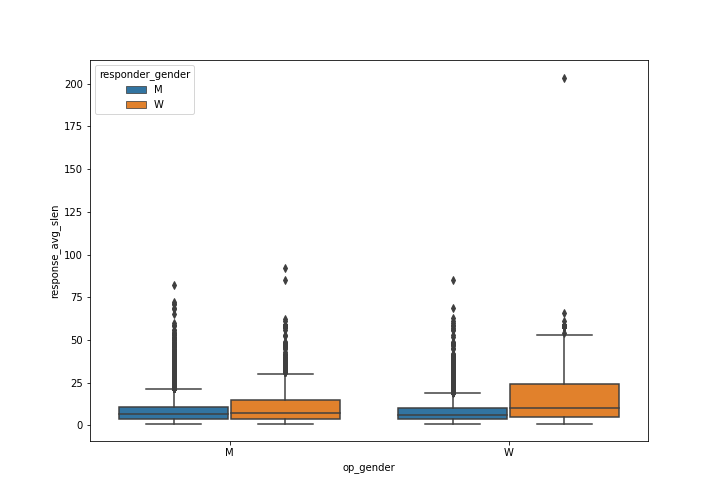 responder_gender
M
W
200
175
150
125
100
75
50
25
0
response_avg_slen
M
W
op_gender